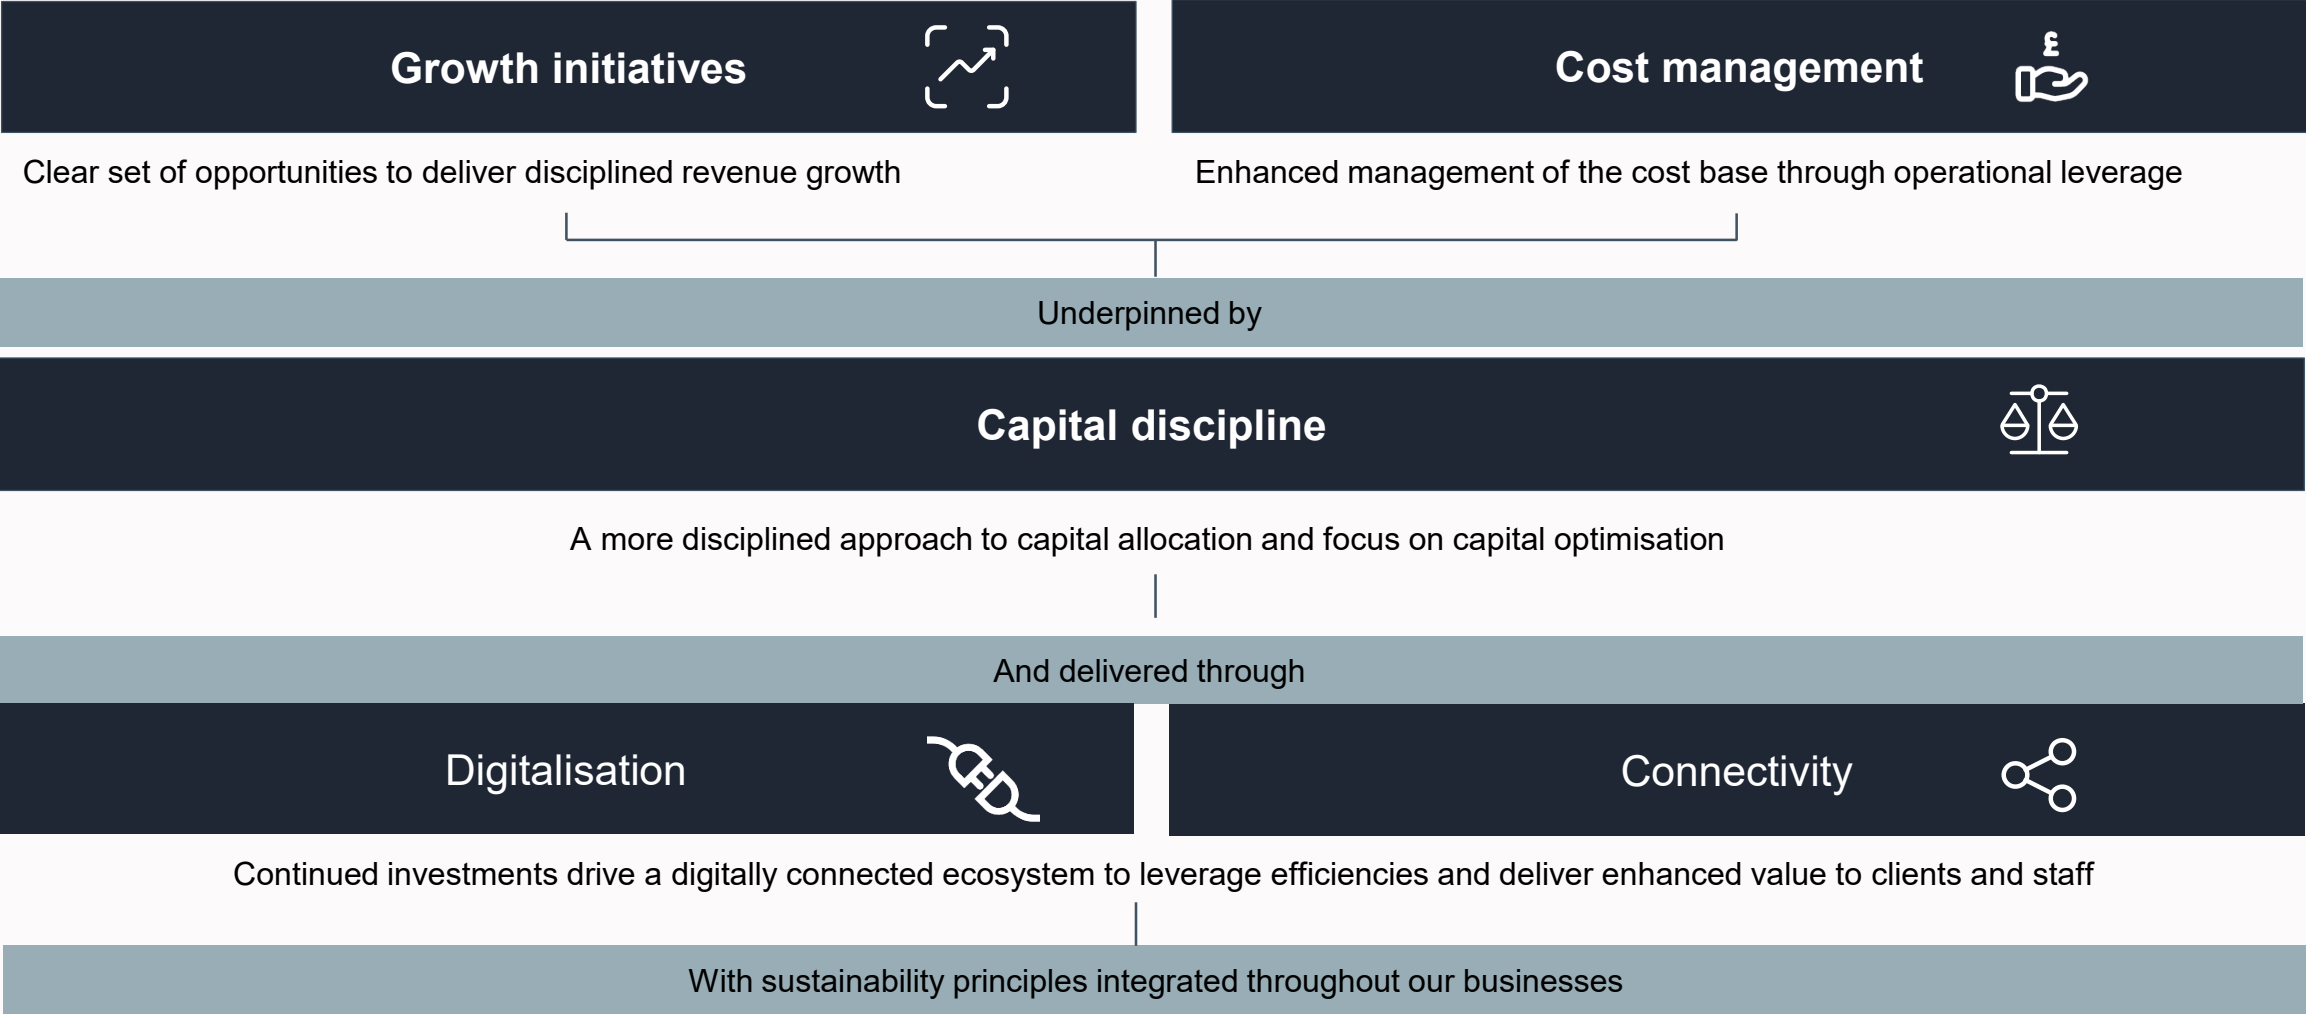 Growth initiatives
Cost management
£
Clear set of opportunities to deliver disciplined revenue growth
Enhanced management of the cost base through operational leverage
Underpinned by
Capital discipline
A more disciplined approach to capital allocation and focus on capital optimisation
And delivered through
Digitalisation
Connectivity
Continued investments drive a digitally connected ecosystem to leverage efficiencies and deliver enhanced value to clients and staff
With sustainability principles integrated throughout our businesses